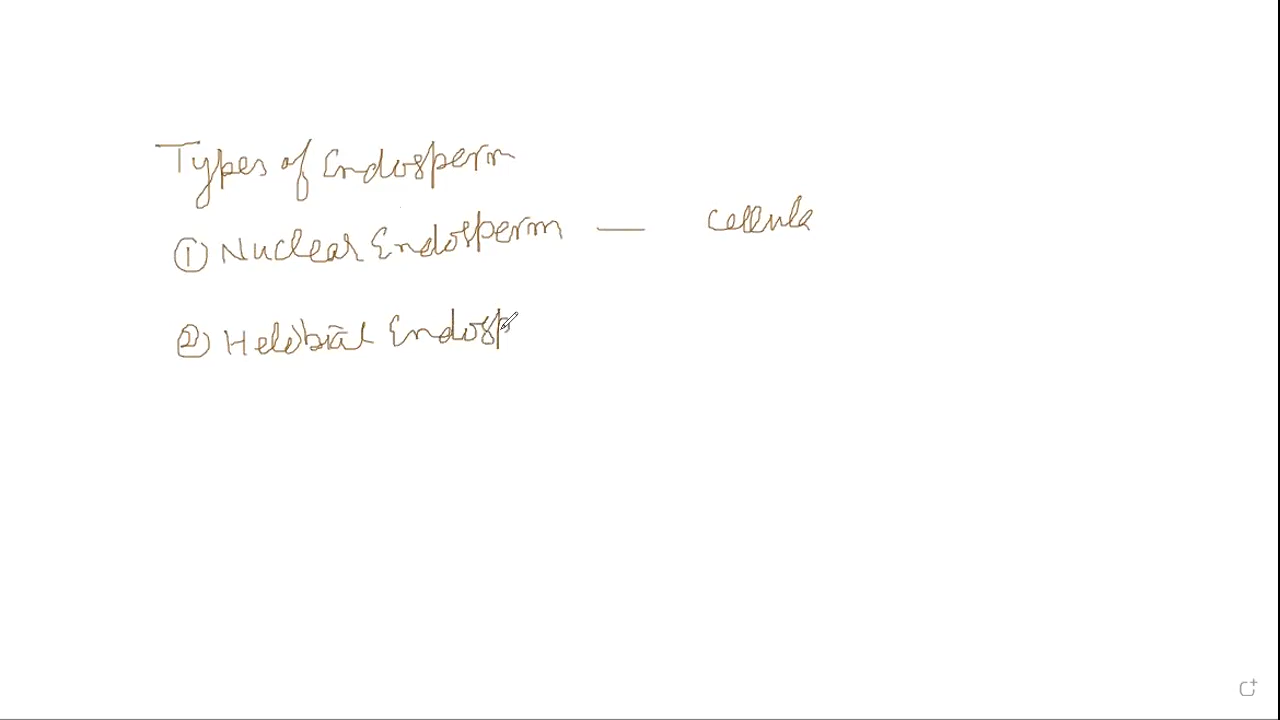 Types of Endosperm
① Nuclear Endosperm — cellula
② Helobial Endosp